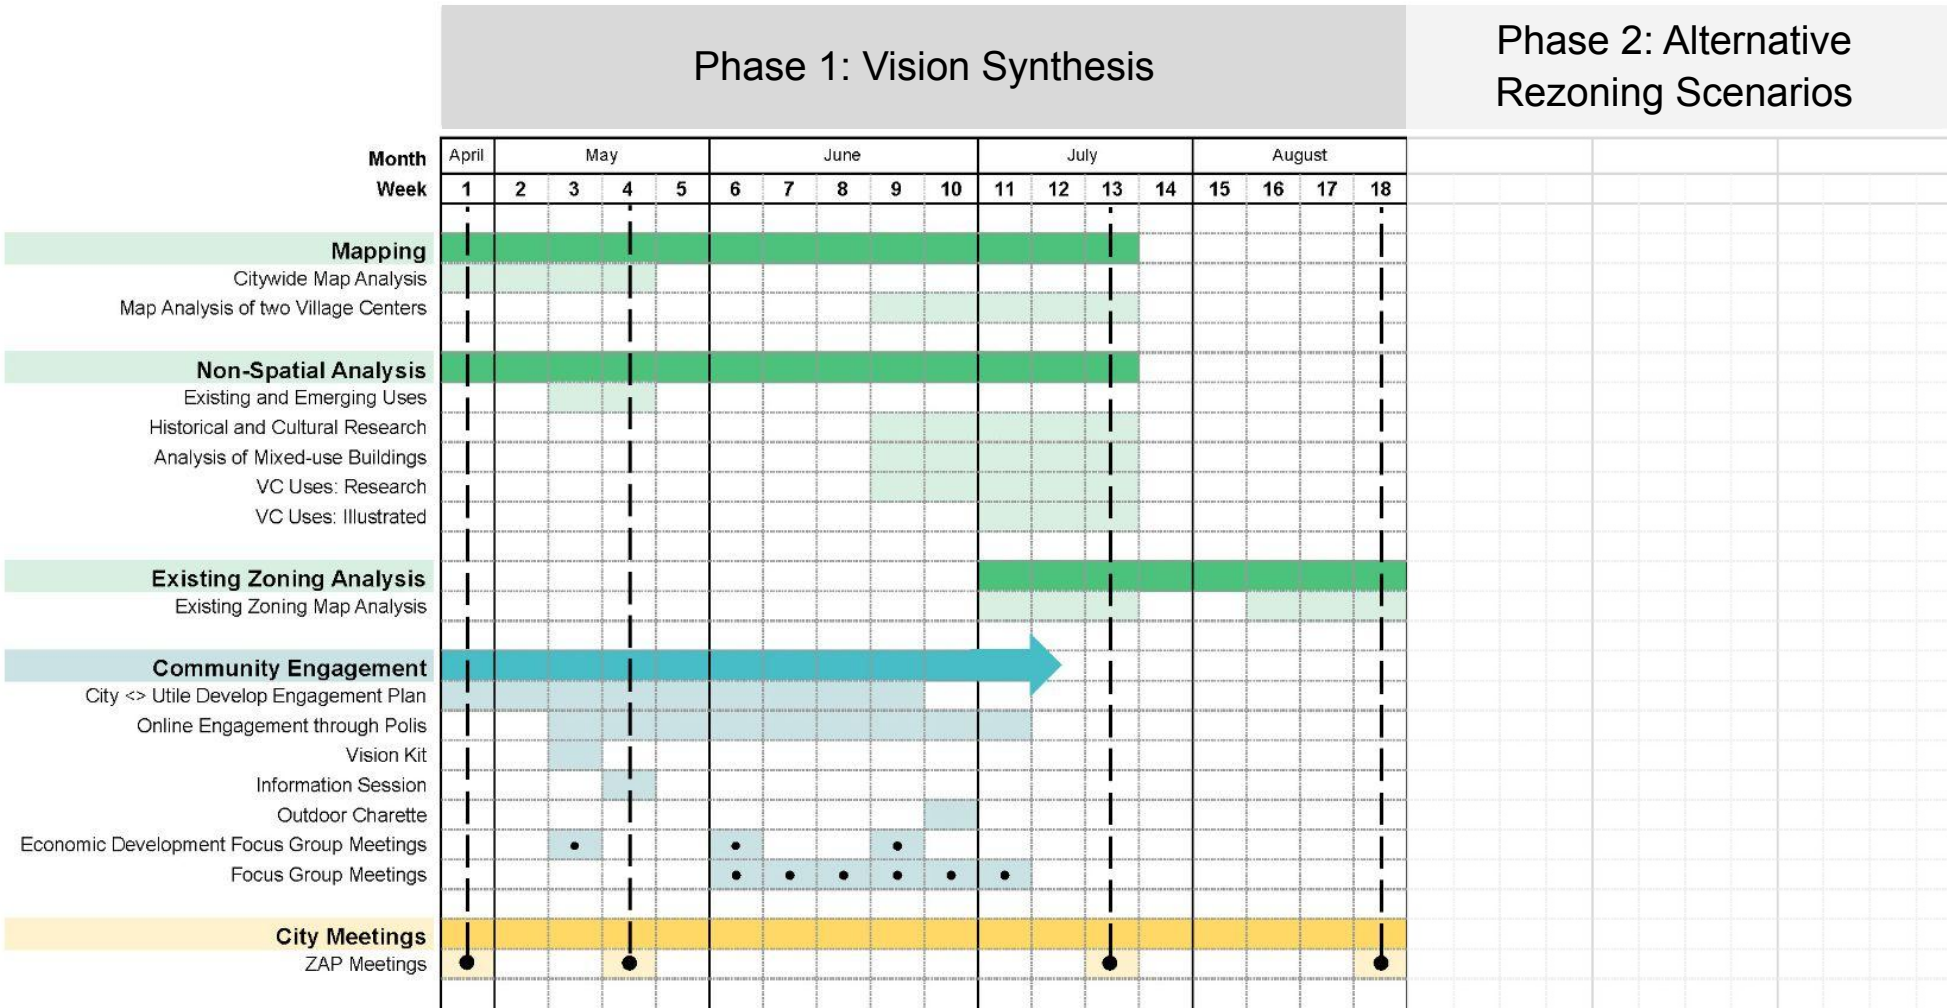 Phase 1: Vision Synthesis
Phase 2: Alternative
Rezoning Scenarios
Month April May June July August
Week 1 2 3 4 5 6 7 8 9 10 11 12 13 14 15 16 17 18
Mapping
Citywide Map Analysis
Map Analysis of two Village Centers
Non-Spatial Analysis
Existing and Emerging Uses
Historical and Cultural Research
Analysis of Mixed-use Buildings
VC Uses: Research
VC Uses: Illustrated
Existing Zoning Analysis
Existing Zoning Map Analysis
Community Engagement
City <> Utile Develop Engagement Plan
Online Engagement through Polis
Vision Kit
Information Session
Outdoor Charette
Economic Development Focus Group Meetings
Focus Group Meetings
City Meetings
ZAP Meetings